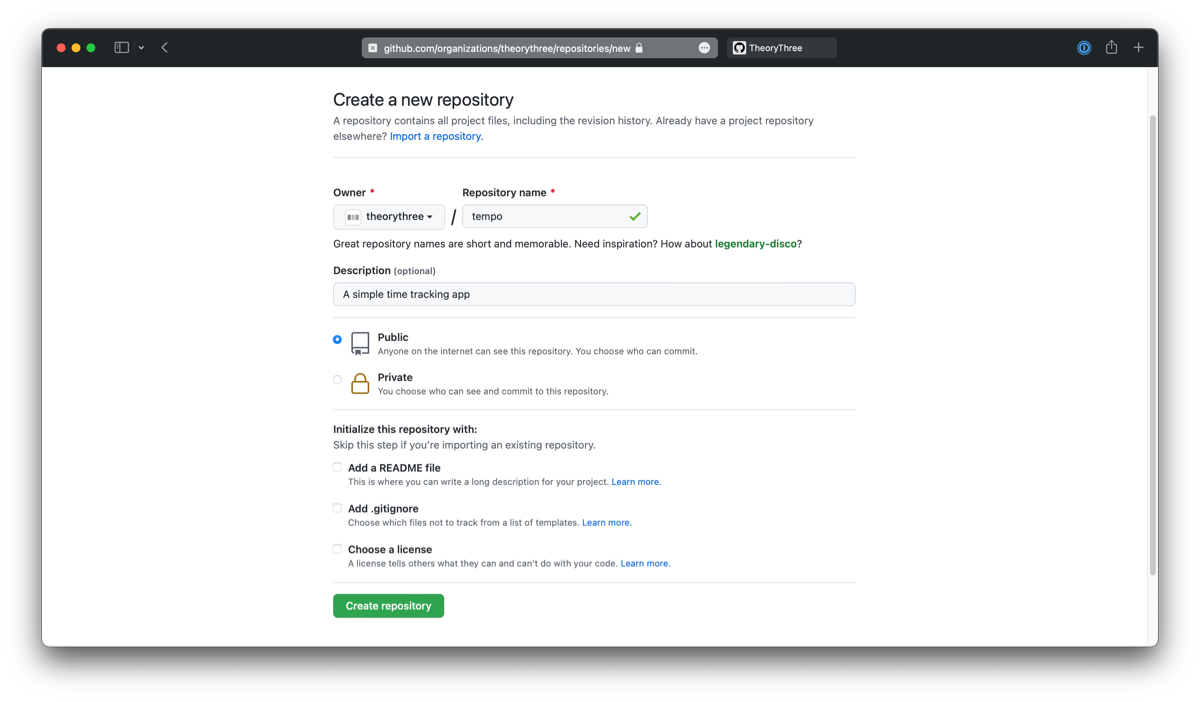 github.com/organizations/theorythree/repositories/new
TheoryThree
Create a new repository
A repository contains all project files, including the revision history. Already have a project repository
elsewhere? Import a repository.
Owner *
Repository name *
theorythree / tempo
Great repository names are short and memorable. Need inspiration? How about legendary-disco?
Description (optional)
A simple time tracking app
Public
Anyone on the internet can see this repository. You choose who can commit.
Private
You choose who can see and commit to this repository.
Initialize this repository with:
Skip this step if you're importing an existing repository.
Add a README file
This is where you can write a long description for your project. Learn more.
Add .gitignore
Choose which files not to track from a list of templates. Learn more.
Choose a license
A license tells others what they can and can't do with your code. Learn more.
Create repository